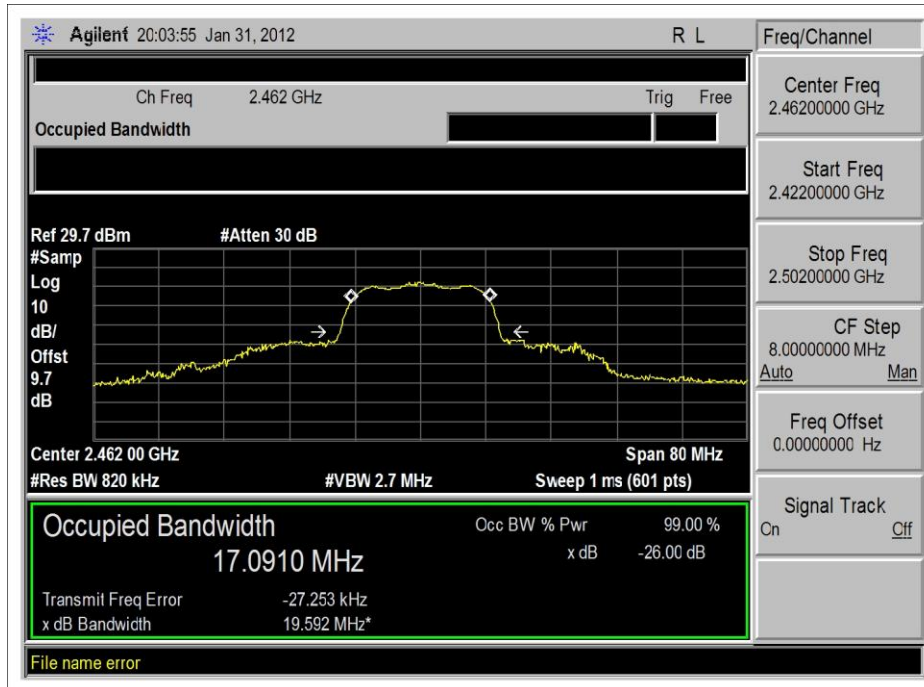 Agilent 20:03:55 Jan 31, 2012 R L
Freq/Channel
Ch Freq 2.462 GHz Trig Free
Occupied Bandwidth
Center Freq
2.46200000 GHz
Start Freq
2.42200000 GHz
Stop Freq
2.50200000 GHz
CF Step
8.00000000 MHz
Auto Man
Freq Offset
0.00000000 Hz
Signal Track
On Off
Ref 29.7 dBm #Atten 30 dB
#Samp
Log
10
dB/
Offst
9.7
dB
Center 2.462 00 GHz Span 80 MHz
#Res BW 820 kHz #VBW 2.7 MHz Sweep 1 ms (601 pts)
Occupied Bandwidth Occ BW % Pwr 99.00 %
17.0910 MHz x dB -26.00 dB
Transmit Freq Error -27.253 kHz
x dB Bandwidth 19.592 MHz*
File name error